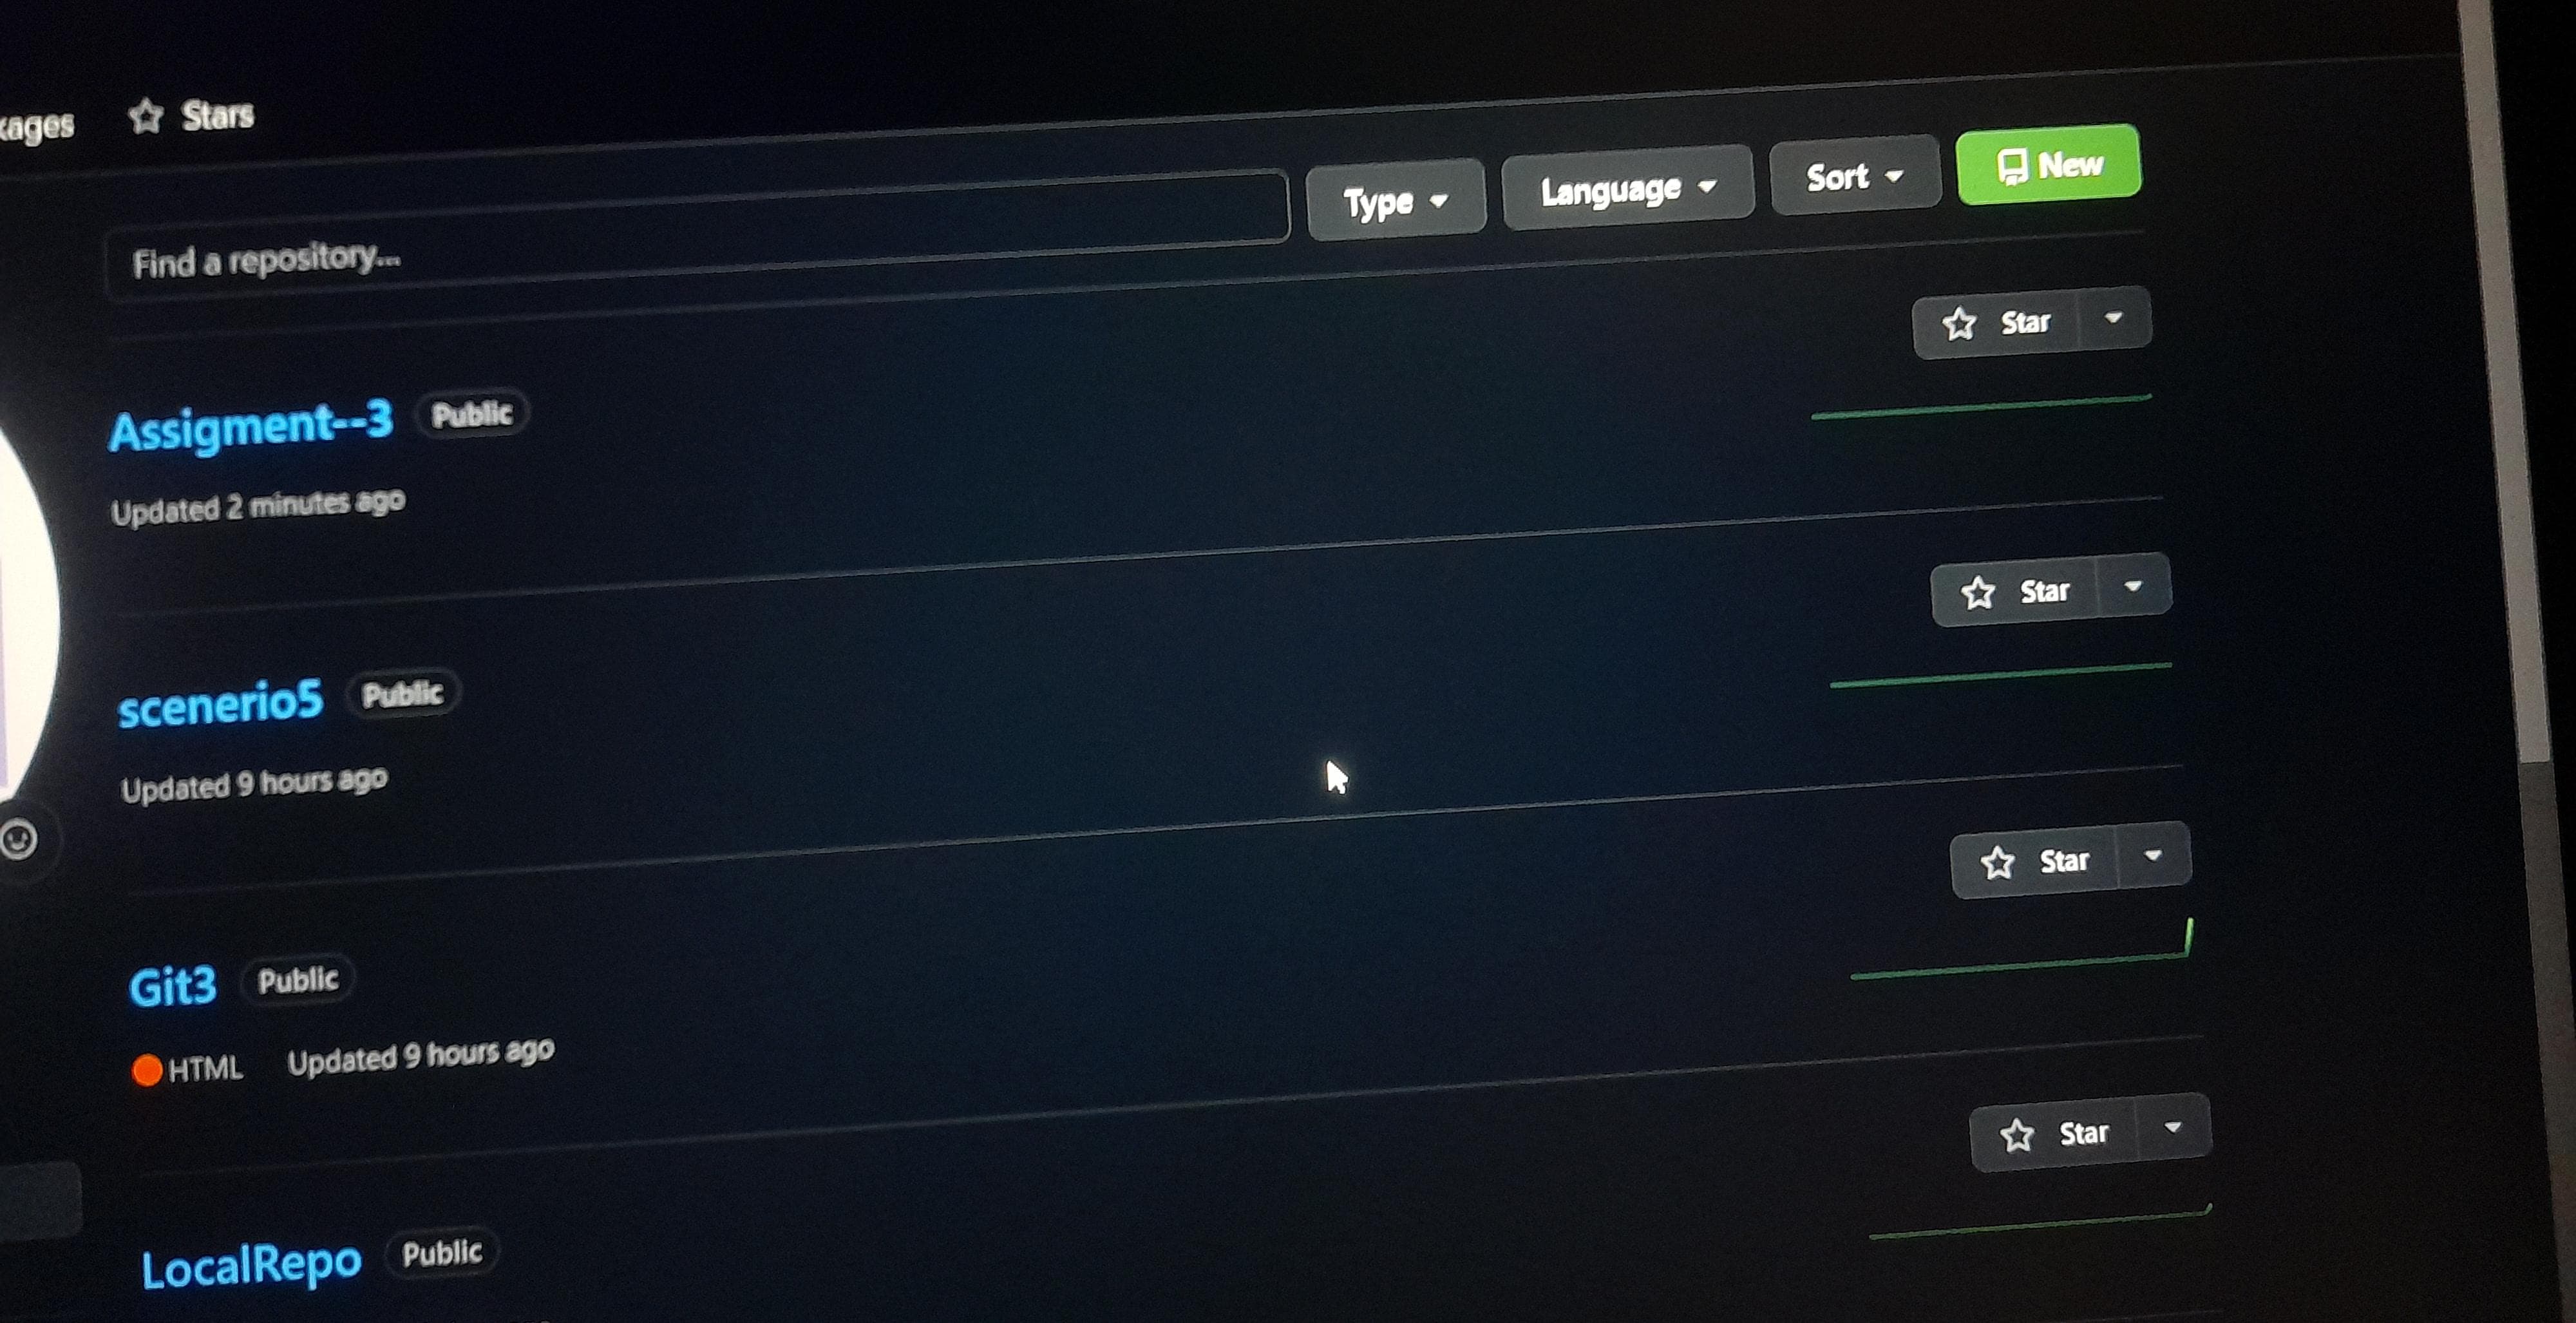 Stars
Find a repository...
Type
Language
Sort
New
Star
Assigment--3 Public
Updated 2 minutes ago
Star
scenerio5 Public
Updated 9 hours ago
Star
Git3 Public
HTML Updated 9 hours ago
Star
LocalRepo Public